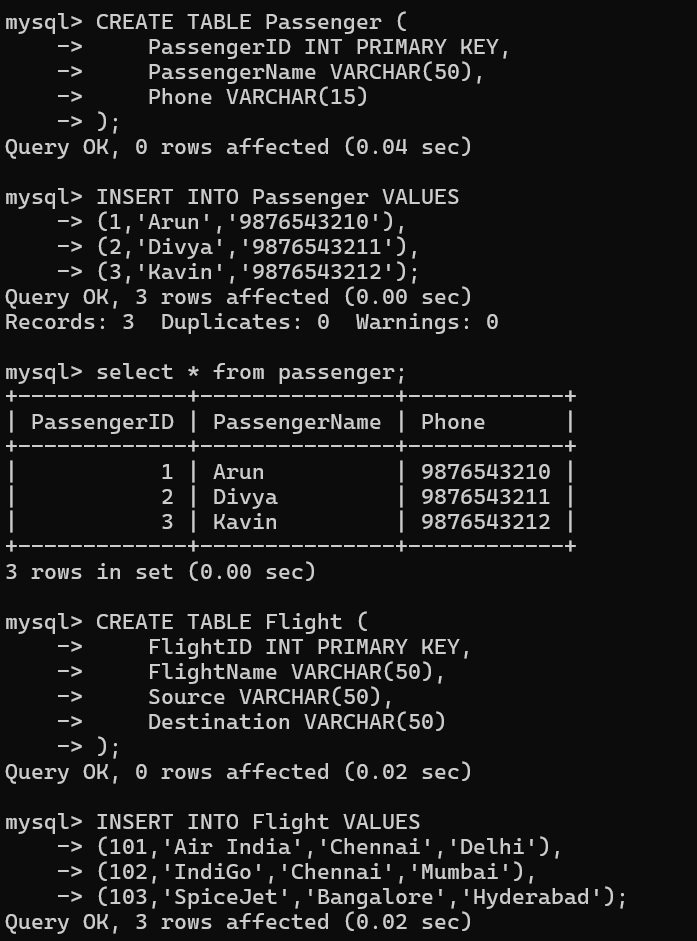 mysql> CREATE TABLE Passenger (
    ->     PassengerID INT PRIMARY KEY,
    ->     PassengerName VARCHAR(50),
    ->     Phone VARCHAR(15)
    -> );
Query OK, 0 rows affected (0.04 sec)

mysql> INSERT INTO Passenger VALUES
    -> (1,'Arun','9876543210'),
    -> (2,'Divya','9876543211'),
    -> (3,'Kavin','9876543212');
Query OK, 3 rows affected (0.00 sec)
Records: 3  Duplicates: 0  Warnings: 0

mysql> select * from passenger;
+-------------+---------------+------------+
| PassengerID | PassengerName | Phone      |
+-------------+---------------+------------+
|           1 | Arun          | 9876543210 |
|           2 | Divya         | 9876543211 |
|           3 | Kavin         | 9876543212 |
+-------------+---------------+------------+
3 rows in set (0.00 sec)

mysql> CREATE TABLE Flight (
    ->     FlightID INT PRIMARY KEY,
    ->     FlightName VARCHAR(50),
    ->     Source VARCHAR(50),
    ->     Destination VARCHAR(50)
    -> );
Query OK, 0 rows affected (0.02 sec)

mysql> INSERT INTO Flight VALUES
    -> (101,'Air India','Chennai','Delhi'),
    -> (102,'IndiGo','Chennai','Mumbai'),
    -> (103,'SpiceJet','Bangalore','Hyderabad');
Query OK, 3 rows affected (0.02 sec)